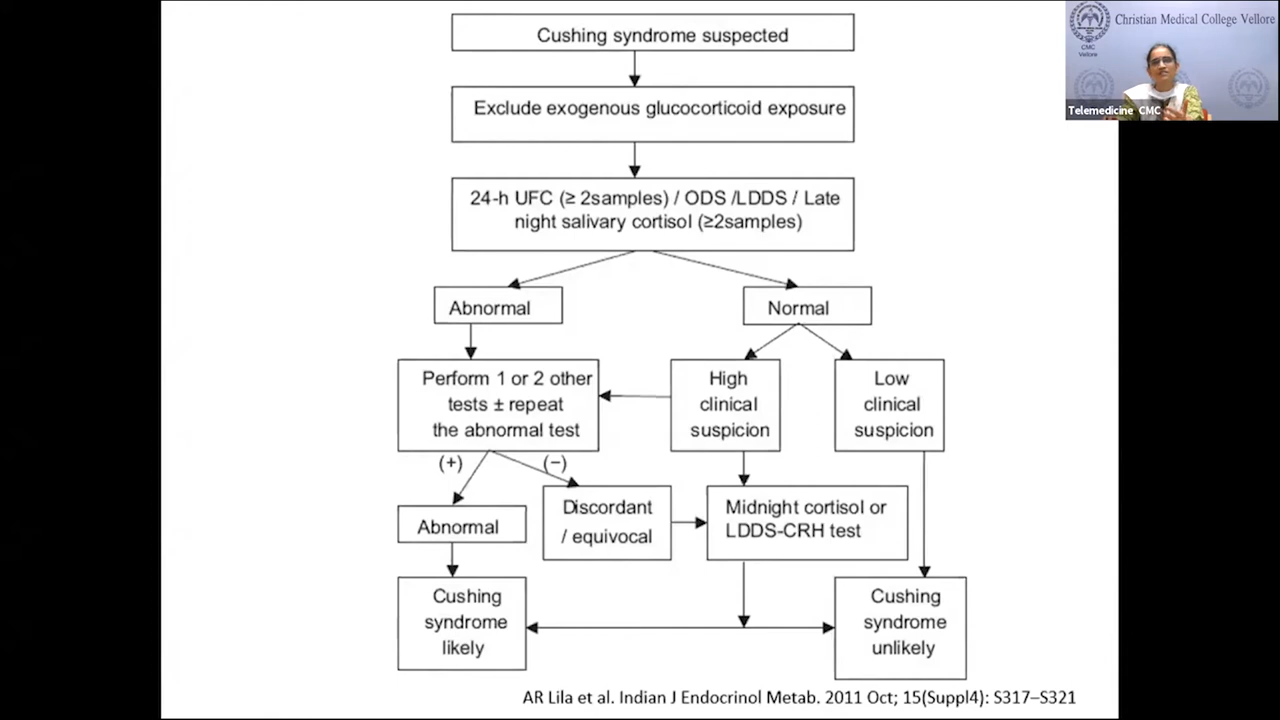 Cushing syndrome suspected
Christian Medical College Vellore
CMC
Vellore
Telemedicine CMC
Exclude exogenous glucocorticoid exposure
24-h UFC (≥ 2samples) / ODS /LDDS / Late
night salivary cortisol (≥2samples)
Abnormal
Normal
Perform 1 or 2 other
tests ± repeat
the abnormal test
High
clinical
suspicion
Low
clinical
suspicion
(+)
(−)
Abnormal
Discordant
/ equivocal
Midnight cortisol or
LDDS-CRH test
Cushing
syndrome
likely
Cushing
syndrome
unlikely
AR Lila et al. Indian J Endocrinol Metab. 2011 Oct; 15(Suppl4): S317–S321